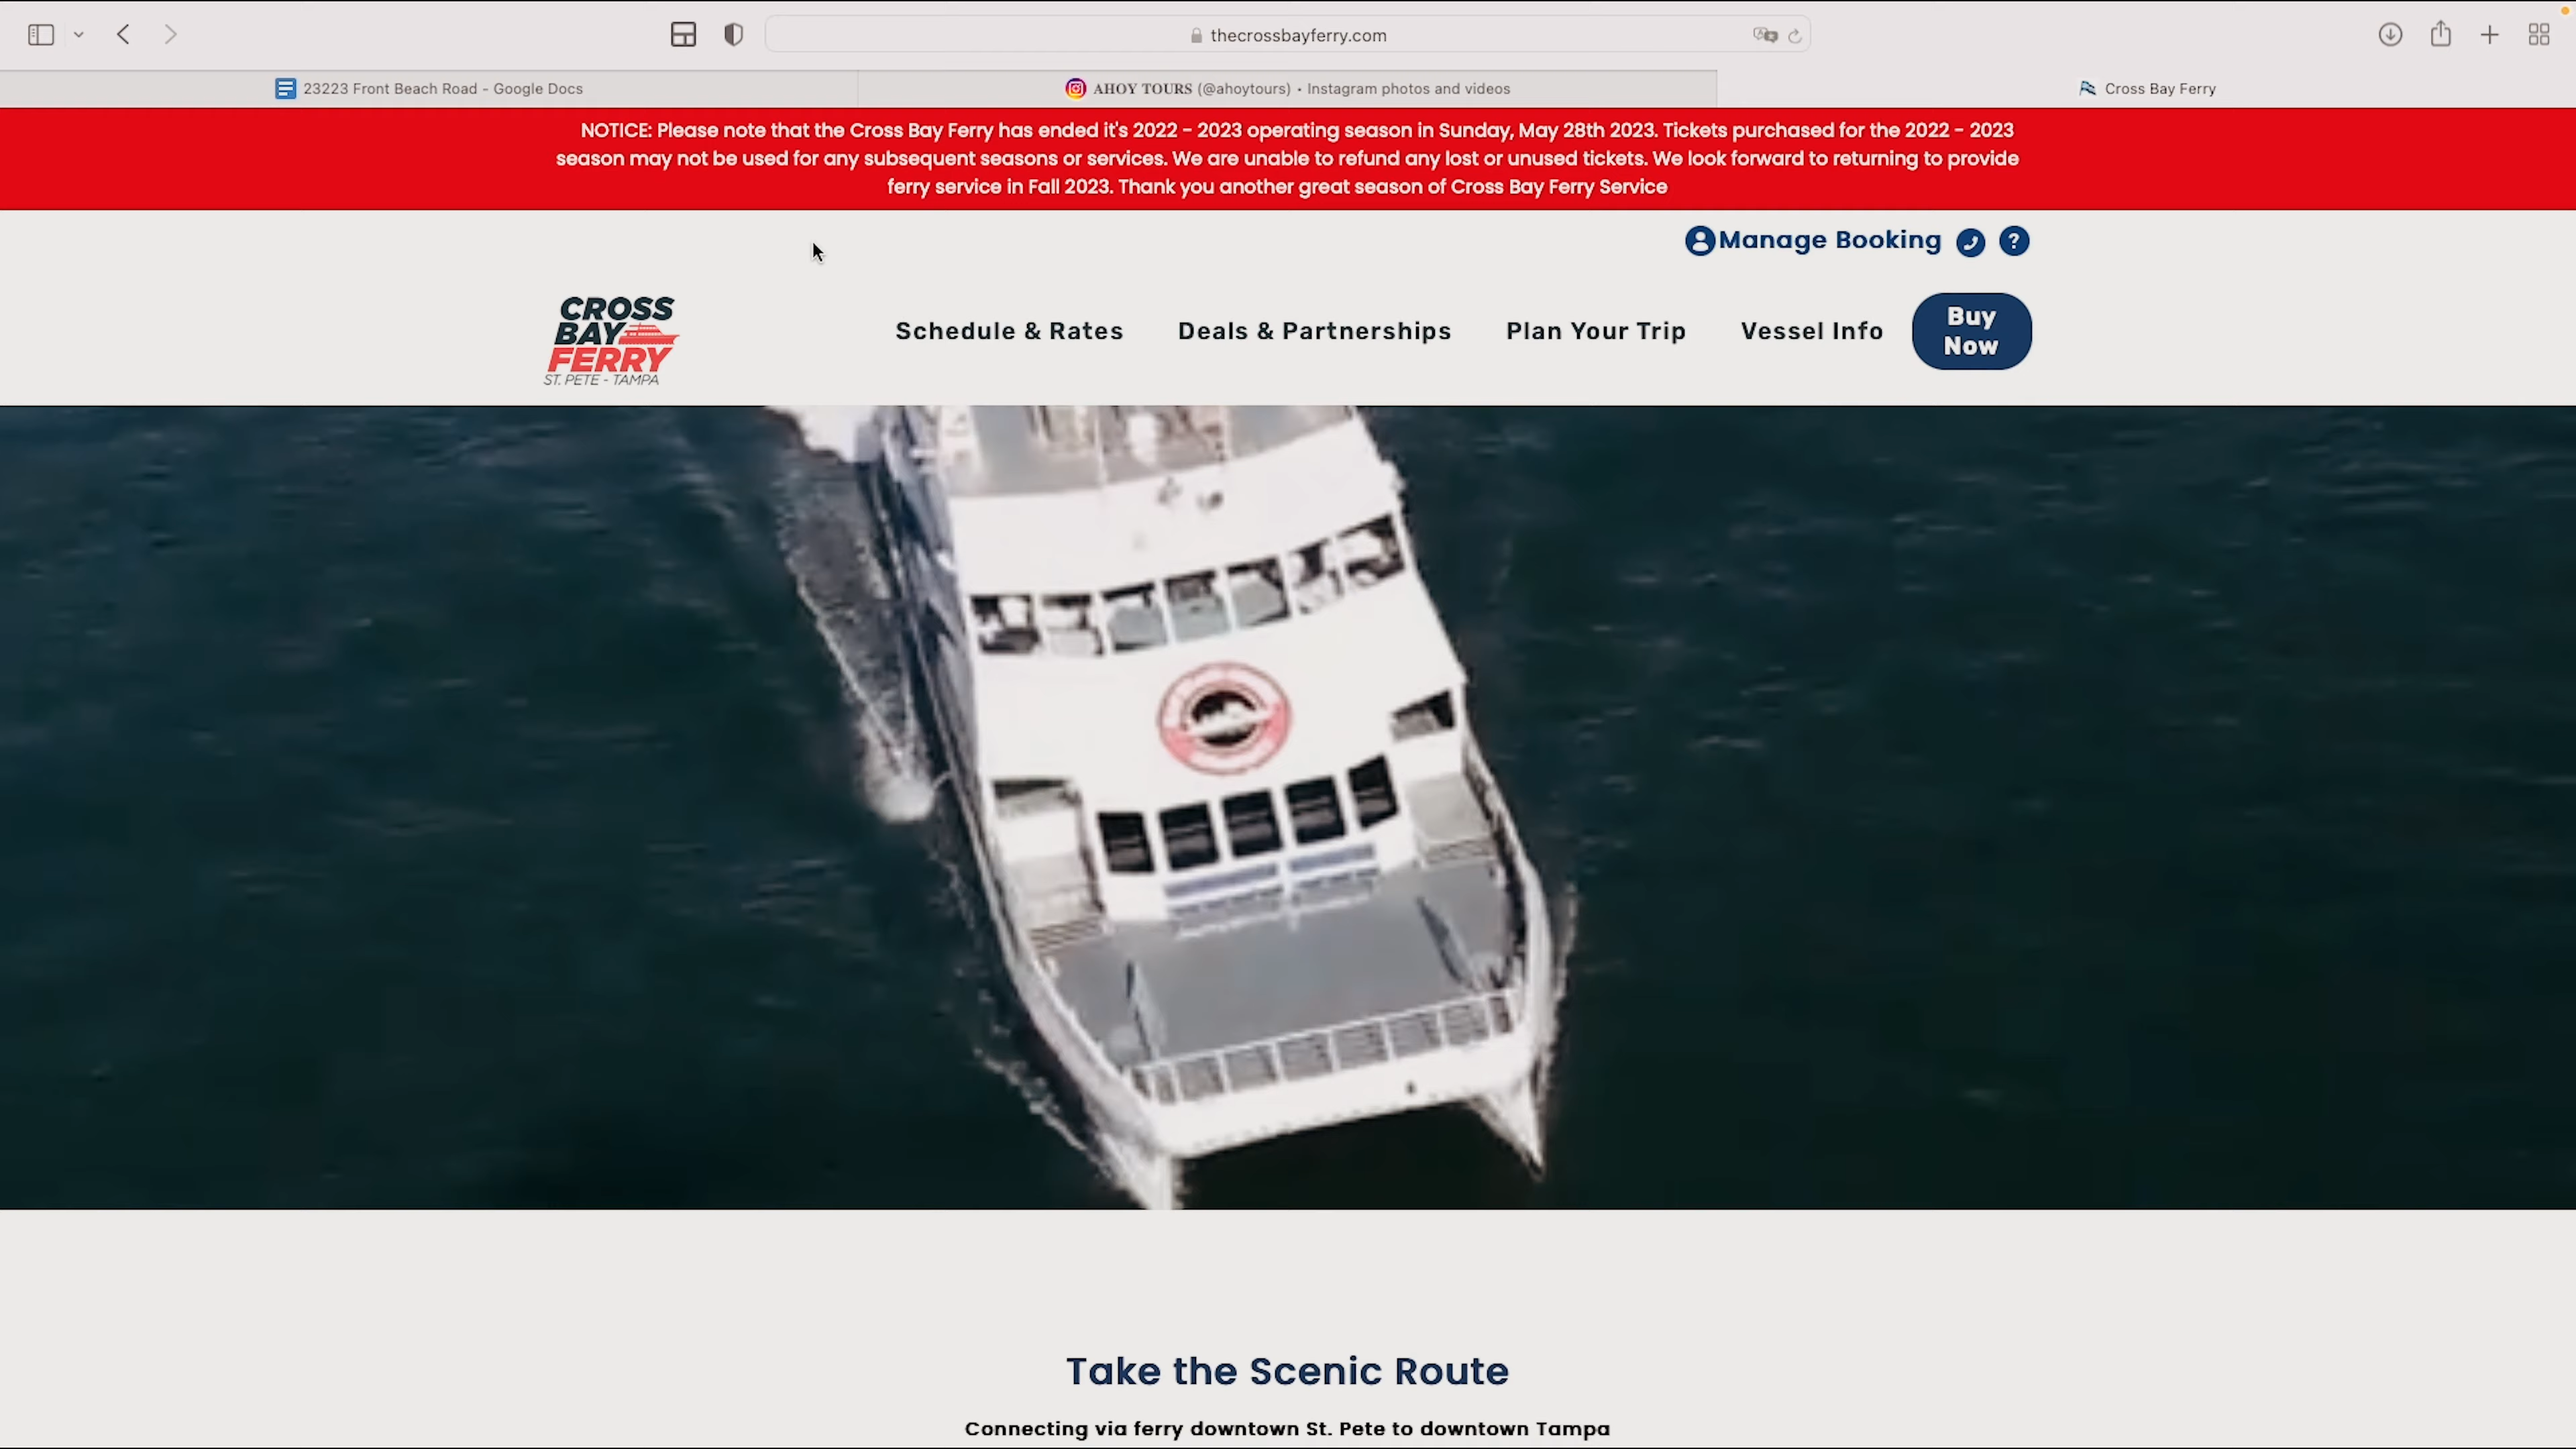 thecrossbayferry.com
23223 Front Beach Road - Google Docs
AHOY TOURS (@ahoytours) • Instagram photos and videos
Cross Bay Ferry
NOTICE: Please note that the Cross Bay Ferry has ended it's 2022 - 2023 operating season in Sunday, May 28th 2023. Tickets purchased for the 2022 - 2023
season may not be used for any subsequent seasons or services. We are unable to refund any lost or unused tickets. We look forward to returning to provide
ferry service in Fall 2023. Thank you another great season of Cross Bay Ferry Service
Manage Booking ?
CROSS
BAY
FERRY
ST. PETE - TAMPA
Schedule & Rates
Deals & Partnerships
Plan Your Trip
Vessel Info
Buy
Now
Take the Scenic Route
Connecting via ferry downtown St. Pete to downtown Tampa